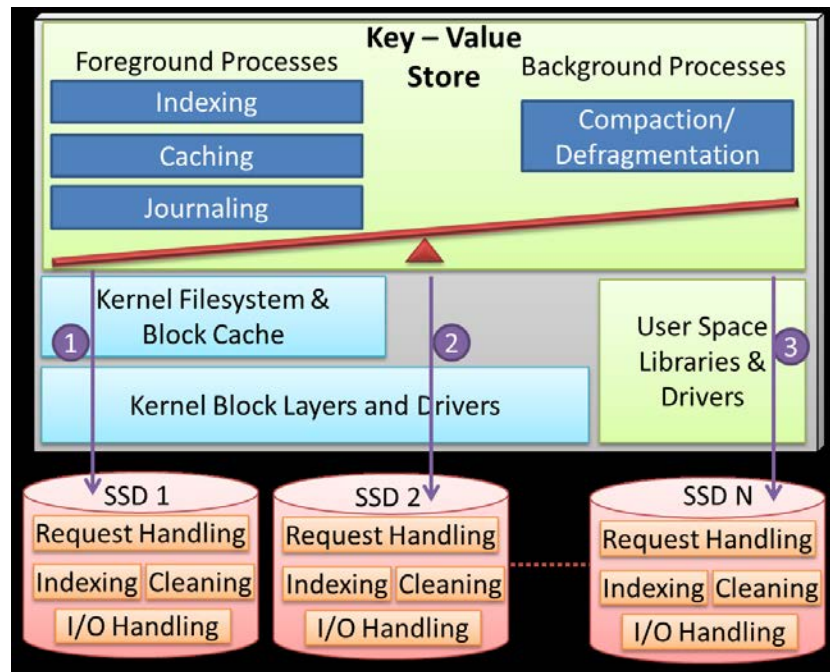 Key – Value
Store
Foreground Processes
Indexing
Caching
Journaling
Background Processes
Compaction/
Defragmentation
Kernel Filesystem &
Block Cache
Kernel Block Layers and Drivers
User Space
Libraries &
Drivers
1
2
3
SSD 1
Request Handling
Indexing Cleaning
I/O Handling
SSD 2
Request Handling
Indexing Cleaning
I/O Handling
SSD N
Request Handling
Indexing Cleaning
I/O Handling